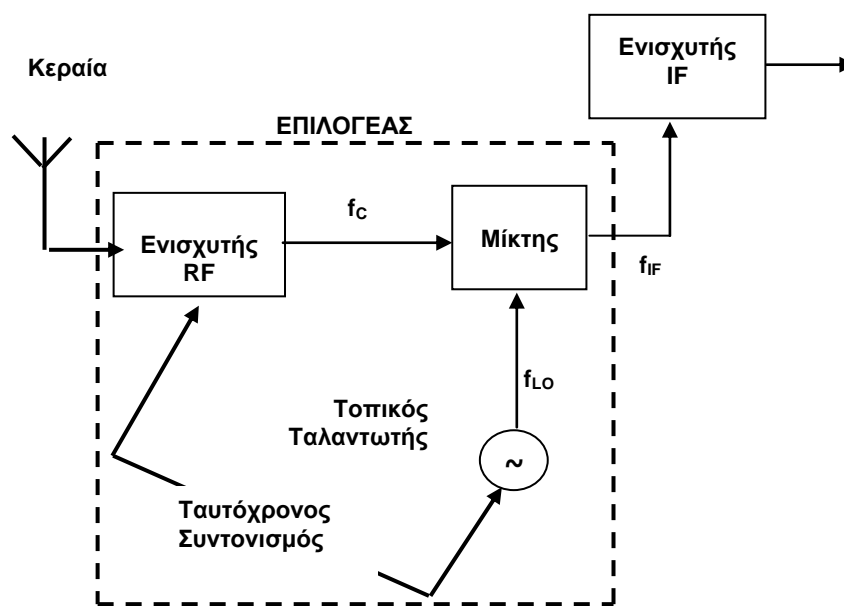 Κεραία
Ενισχυτής
IF
ΕΠΙΛΟΓΕΑΣ
Ενισχυτής
RF
fC
Μίκτης
fIF
fLO
Τοπικός
Ταλαντωτής
~
Ταυτόχρονος
Συντονισμός